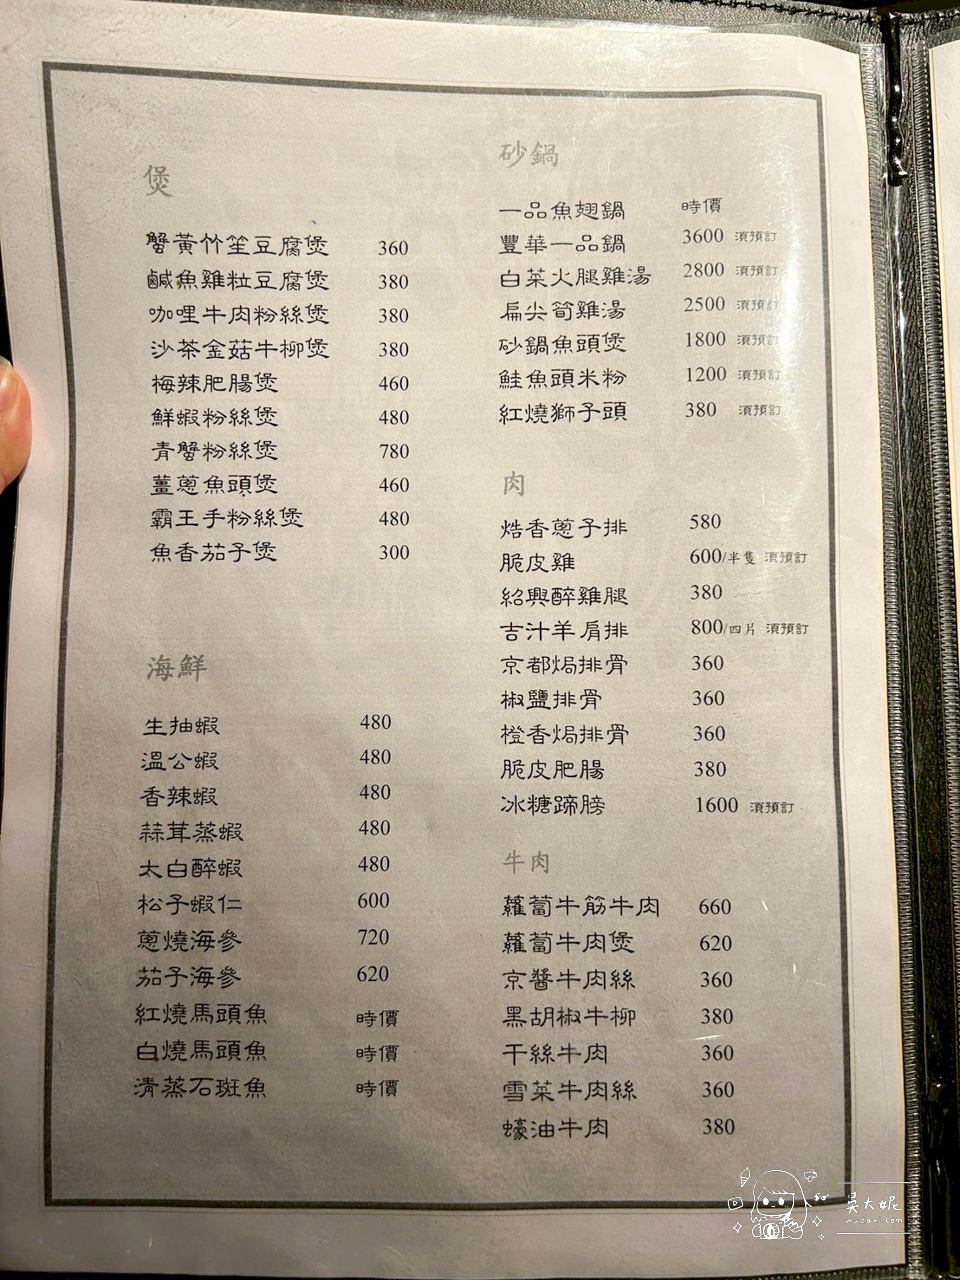 煲
蟹黃竹笙豆腐煲 360
鹹魚雞粒豆腐煲 380
咖哩牛肉粉絲煲 380
沙茶金菇牛柳煲 380
梅辣肥腸煲 460
鮮蝦粉絲煲 480
青蟹粉絲煲 780
薑蔥魚頭煲 460
霸王手粉絲煲 480
魚香茄子煲 300
海鮮
生抽蝦 480
溫公蝦 480
香辣蝦 480
蒜茸蒸蝦 480
太白醉蝦 480
松子蝦仁 600
蔥燒海參 720
茄子海參 620
紅燒馬頭魚 時價
白燒馬頭魚 時價
清蒸石斑魚 時價
砂鍋
一品魚翅鍋 時價
豐華一品鍋 3600 須預訂
白菜火腿雞湯 2800 須預訂
扁尖筍雞湯 2500 須預訂
砂鍋魚頭煲 1800 須預訂
鮭魚頭米粉 1200 須預訂
紅燒獅子頭 380 須預訂
肉
焅香蔥子排 580
脆皮雞 600/半隻 須預訂
紹興醉雞腿 380
吉汁羊肩排 800/四片 須預訂
京都焗排骨 360
椒鹽排骨 360
橙香焗排骨 360
脆皮肥腸 380
冰糖蹄膀 1600 須預訂
牛肉
蘿蔔牛筋牛肉 660
蘿蔔牛肉煲 620
京醬牛肉絲 360
黑胡椒牛柳 380
干絲牛肉 360
雪菜牛肉絲 360
蠔油牛肉 380
吳大妮
wudani.com